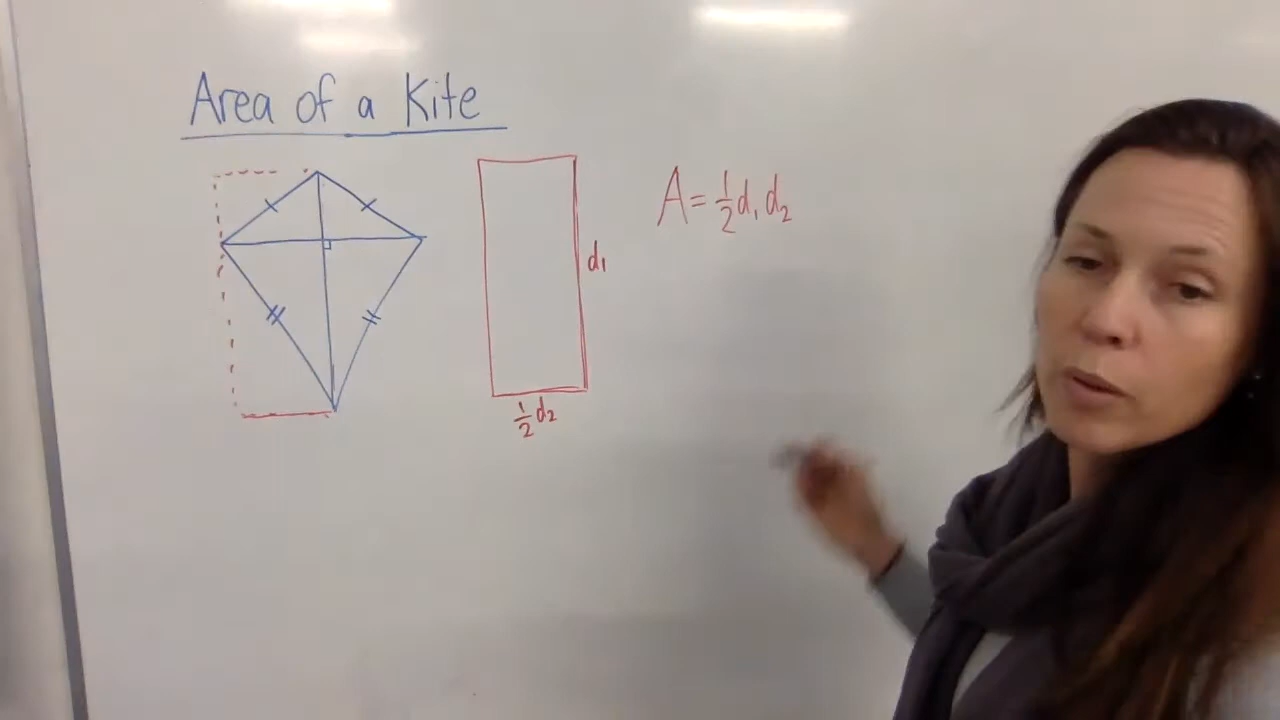 Area of a Kite
A = ½d₁d₂
d₁
½d₂